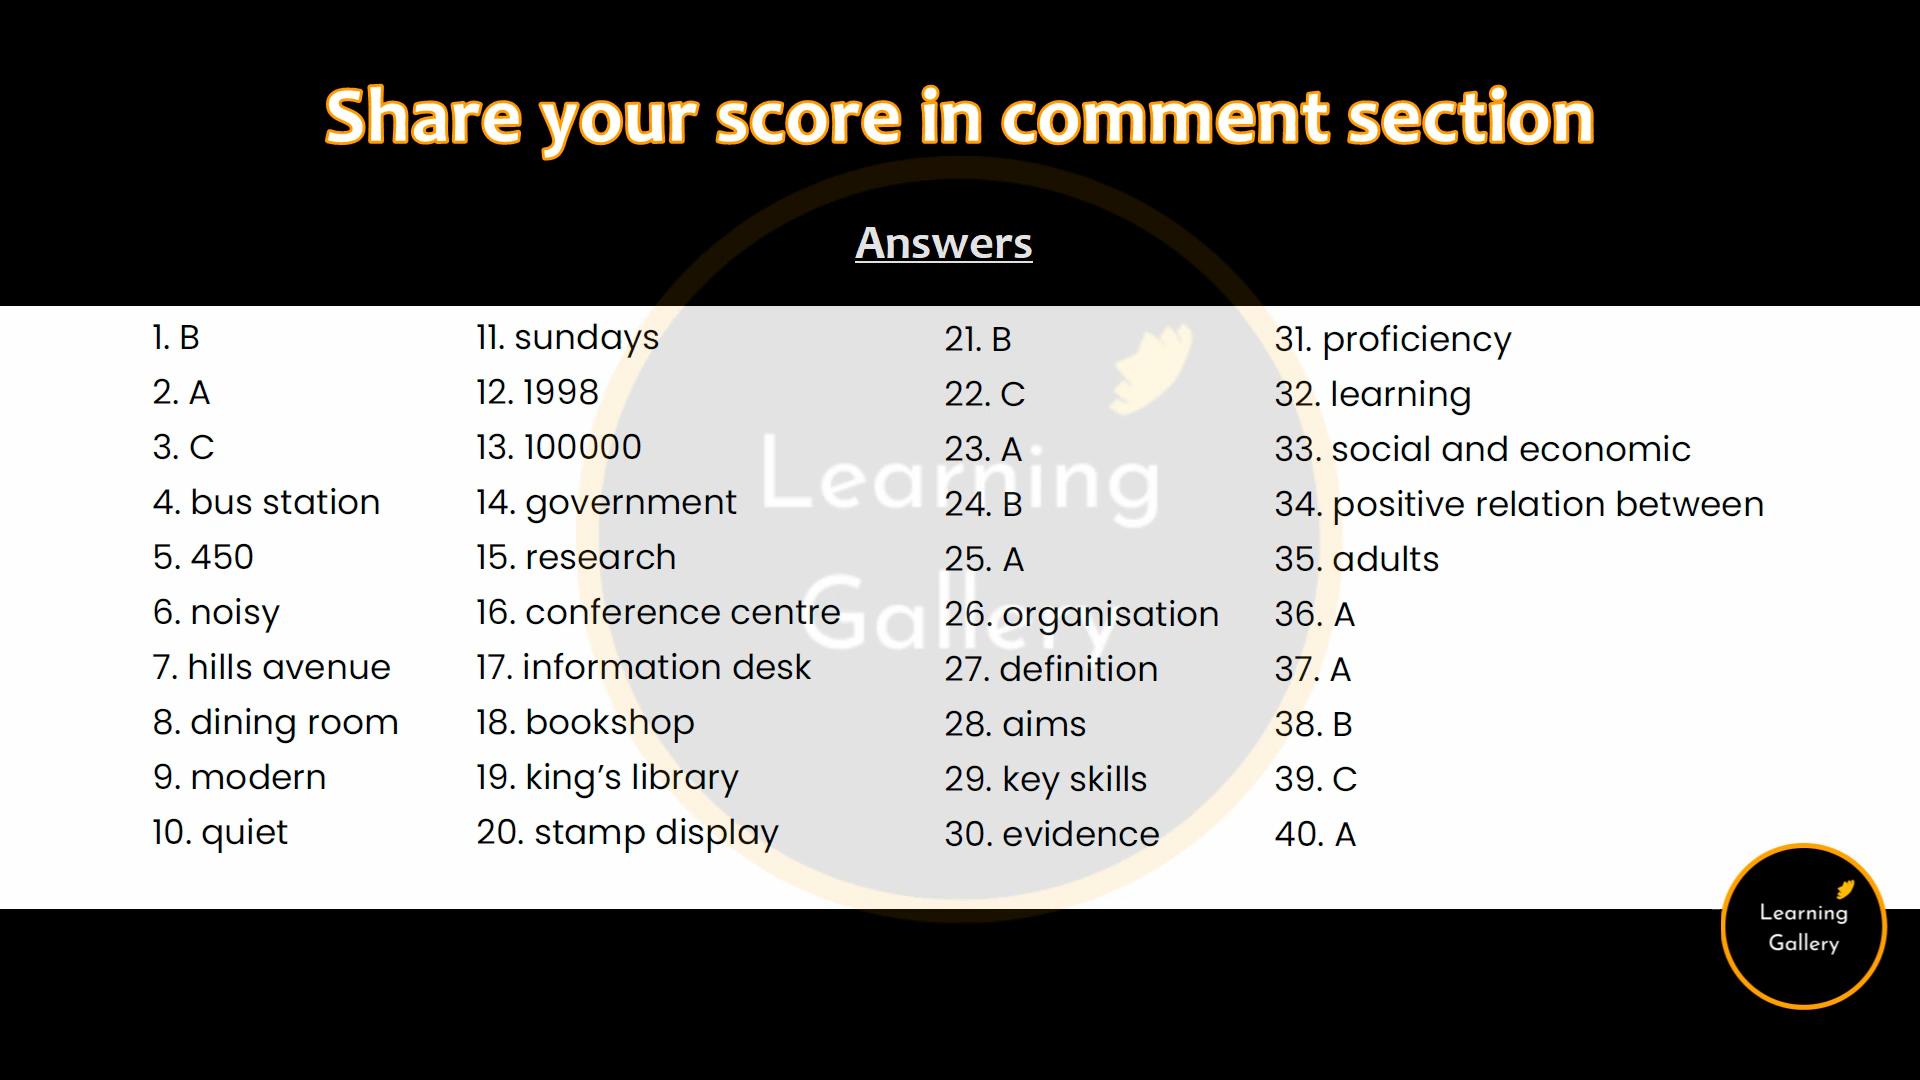 Share your score in comment section
Answers
1. B
2. A
3. C
4. bus station
5. 450
6. noisy
7. hills avenue
8. dining room
9. modern
10. quiet
11. sundays
12. 1998
13. 100000
14. government
15. research
16. conference centre
17. information desk
18. bookshop
19. king’s library
20. stamp display
21. B
22. C
23. A
24. B
25. A
26. organisation
27. definition
28. aims
29. key skills
30. evidence
31. proficiency
32. learning
33. social and economic
34. positive relation between
35. adults
36. A
37. A
38. B
39. C
40. A
Learning
Gallery
Learning
Gallery